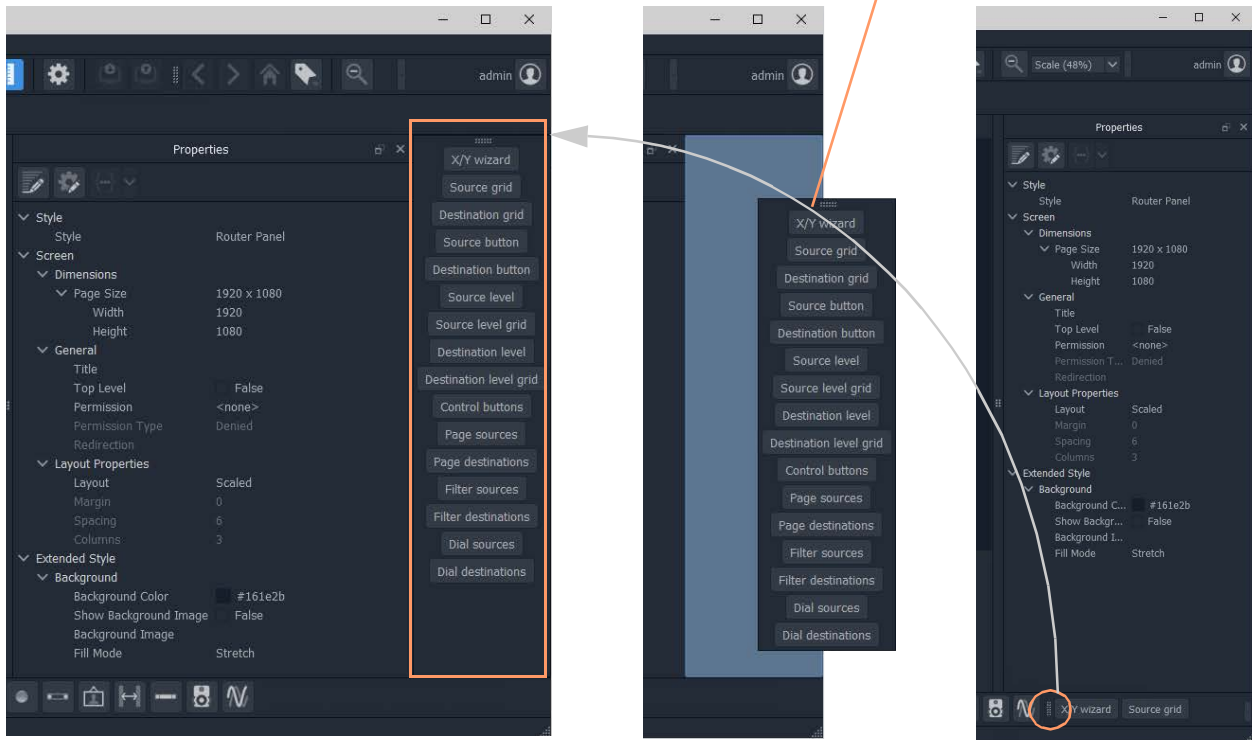 admin
Properties
Style
Style Router Panel
Screen
Dimensions
Page Size 1920 x 1080
Width 1920
Height 1080
General
Title
Top Level False
Permission <none>
Permission Type Denied
Redirection
Layout Properties
Layout Scaled
Margin 0
Spacing 6
Columns 3
Extended Style
Background
Background Color #161e2b
Show Background Image False
Background Image
Fill Mode Stretch
X/Y wizard
Source grid
Destination grid
Source button
Destination button
Source level
Source level grid
Destination level
Destination level grid
Control buttons
Page sources
Page destinations
Filter sources
Filter destinations
Dial sources
Dial destinations
admin
X/Y wizard
Source grid
Destination grid
Source button
Destination button
Source level
Source level grid
Destination level
Destination level grid
Control buttons
Page sources
Page destinations
Filter sources
Filter destinations
Dial sources
Dial destinations
Scale (48%) admin
Properties
Style
Style Router Panel
Screen
Dimensions
Page Size 1920 x 1080
Width 1920
Height 1080
General
Title
Top Level False
Permission <none>
Permission T... Denied
Redirection
Layout Properties
Layout Scaled
Margin 0
Spacing 6
Columns 3
Extended Style
Background
Background C... #161e2b
Show Backgr... False
Background I...
Fill Mode Stretch
X/Y wizard Source grid